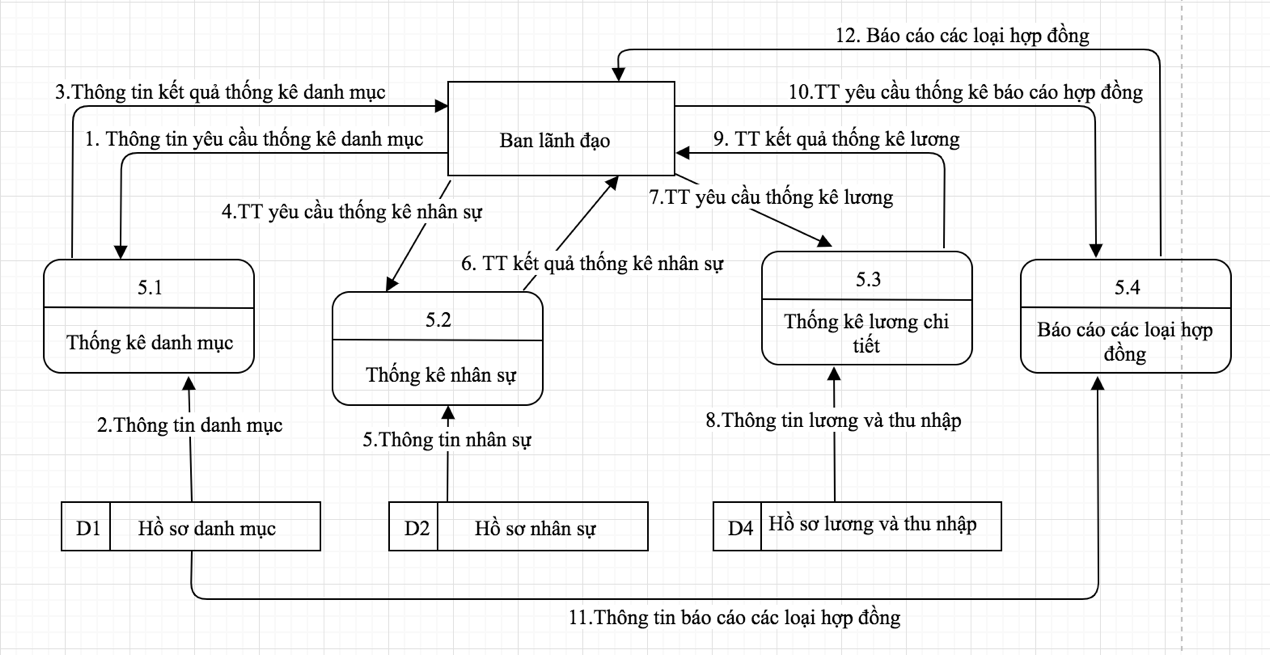 12. Báo cáo các loại hợp đồng
3.Thông tin kết quả thống kê danh mục
10.TT yêu cầu thống kê báo cáo hợp đồng
1. Thông tin yêu cầu thống kê danh mục
Ban lãnh đạo
9. TT kết quả thống kê lương
4.TT yêu cầu thống kê nhân sự
7.TT yêu cầu thống kê lương
6. TT kết quả thống kê nhân sự
5.1
Thống kê danh mục
5.2
Thống kê nhân sự
5.3
Thống kê lương chi
tiết
5.4
Báo cáo các loại hợp
đồng
2.Thông tin danh mục
5.Thông tin nhân sự
8.Thông tin lương và thu nhập
D1 Hồ sơ danh mục
D2 Hồ sơ nhân sự
D4 Hồ sơ lương và thu nhập
11.Thông tin báo cáo các loại hợp đồng